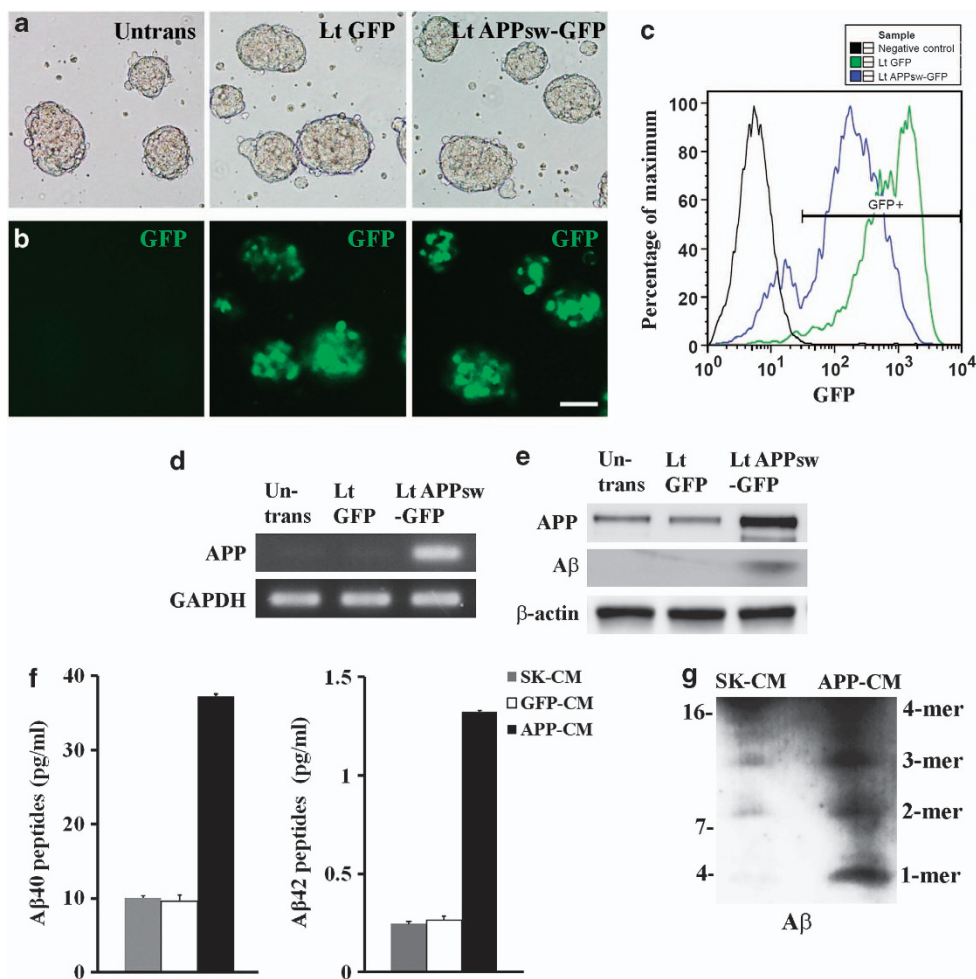 a
Untrans
Lt GFP
Lt APPsw-GFP
b
GFP
GFP
GFP
c
Sample
Negative control
Lt GFP
Lt APPsw-GFP
Percentage of maximum
100
80
60
40
20
0
GFP+
10^0
10^1
10^2
10^3
10^4
GFP
d
Un-
trans
Lt
GFP
Lt APPsw
-GFP
APP
GAPDH
e
Un-
trans
Lt
GFP
Lt APPsw
-GFP
APP
Aβ
β-actin
f
Aβ40 peptides (pg/ml)
40
30
20
10
0
Aβ42 peptides (pg/ml)
1.5
1
0.5
0
SK-CM
GFP-CM
APP-CM
g
SK-CM
APP-CM
16-
7-
4-
4-mer
3-mer
2-mer
1-mer
Aβ